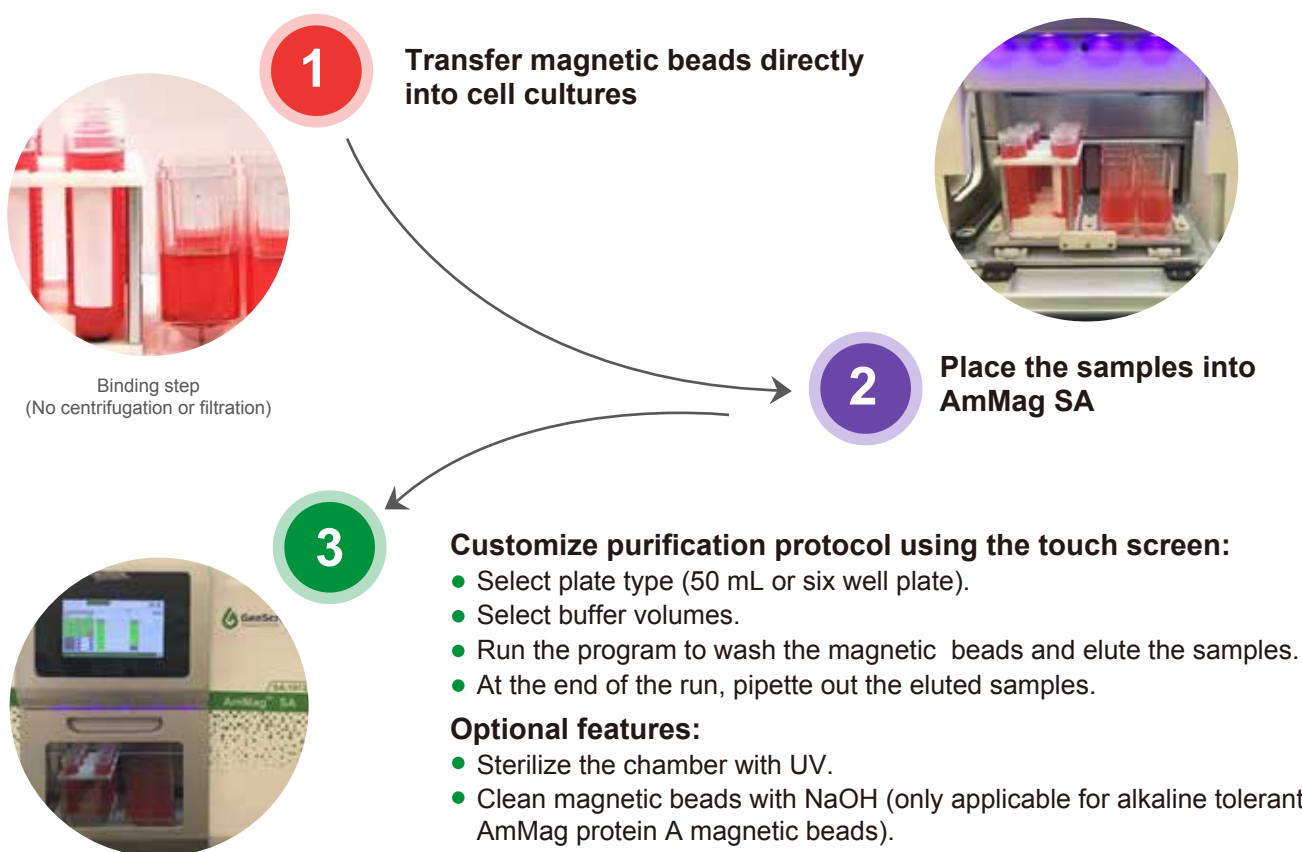 1
Transfer magnetic beads directly
into cell cultures
Binding step
(No centrifugation or filtration)
2
Place the samples into
AmMag SA
3
Customize purification protocol using the touch screen:
Select plate type (50 mL or six well plate).
Select buffer volumes.
Run the program to wash the magnetic beads and elute the samples.
At the end of the run, pipette out the eluted samples.
Optional features:
Sterilize the chamber with UV.
Clean magnetic beads with NaOH (only applicable for alkaline tolerant
AmMag protein A magnetic beads).
AmMag™ SA